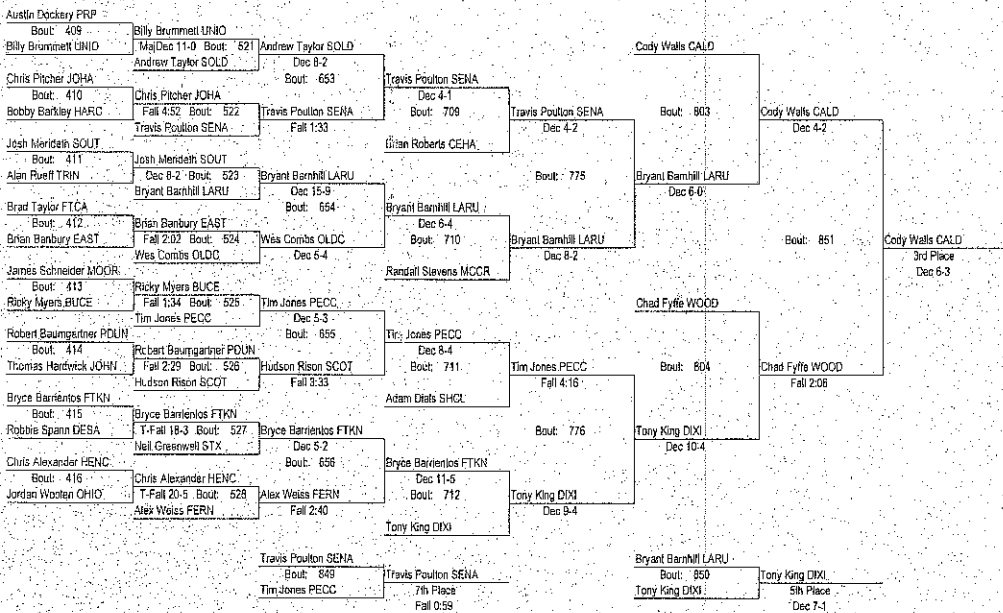 Austin Dockery PRP
Bout: 409
Billy Brummett UNIO
Billy Brummett UNIO
MajDec 11-0 Bout: 521
Andrew Taylor SOLD
Andrew Taylor SOLD
Dec 8-2
Bout: 653
Chris Pitcher JOHA
Bout: 410
Bobby Barkley HARC
Chris Pitcher JOHA
Fall 4:52 Bout: 522
Travis Poulton SENA
Travis Poulton SENA
Fall 1:33
Travis Poulton SENA
Dec 4-1
Bout: 709
Brian Roberts CEHA
Travis Poulton SENA
Dec 4-2
Bout: 775
Josh Merideth SOUT
Bout: 411
Alan Rueff TRIN
Josh Merideth SOUT
Dec 8-2 Bout: 523
Bryant Barnhill LARU
Bryant Barnhill LARU
Dec 15-9
Bout: 654
Brad Taylor FTCA
Bout: 412
Brian Banbury EAST
Brian Banbury EAST
Fall 2:02 Bout: 524
Wes Combs OLDC
Wes Combs OLDC
Dec 5-4
Bryant Barnhill LARU
Dec 6-4
Bout: 710
Randall Stevens MCCR
Bryant Barnhill LARU
Dec 8-2
Cody Walls CALD
Bout: 803
Bryant Barnhill LARU
Dec 6-0
Cody Walls CALD
Dec 4-2
Bout: 851
Cody Walls CALD
3rd Place
Dec 6-3
James Schneider MOOR
Bout: 413
Ricky Myers BUCE
Ricky Myers BUCE
Fall 1:34 Bout: 525
Tim Jones PECC
Tim Jones PECC
Dec 5-3
Bout: 655
Robert Baumgartner PDUN
Bout: 414
Thomas Hardwick JOHN
Robert Baumgartner PDUN
Fall 2:29 Bout: 526
Hudson Rison SCOT
Hudson Rison SCOT
Fall 3:33
Tim Jones PECC
Dec 8-4
Bout: 711
Adam Dials SHCL
Tim Jones PECC
Fall 4:16
Bout: 776
Bryce Barrientos FTKN
Bout: 415
Robbie Spann DESA
Bryce Barrientos FTKN
T-Fall 18-3 Bout: 527
Neil Greenwell STX
Bryce Barrientos FTKN
Dec 5-2
Bout: 656
Chris Alexander HENC
Bout: 416
Jordan Wooten OHIO
Chris Alexander HENC
T-Fall 20-5 Bout: 528
Alex Weiss FERN
Alex Weiss FERN
Fall 2:40
Bryce Barrientos FTKN
Dec 11-5
Bout: 712
Tony King DIXI
Tony King DIXI
Dec 9-4
Chad Fyffe WOOD
Bout: 804
Tony King DIXI
Dec 10-4
Chad Fyffe WOOD
Fall 2:06
Travis Poulton SENA
Bout: 849
Tim Jones PECC
Travis Poulton SENA
7th Place
Fall 0:59
Bryant Barnhill LARU
Bout: 850
Tony King DIXI
Tony King DIXI
5th Place
Dec 7-1